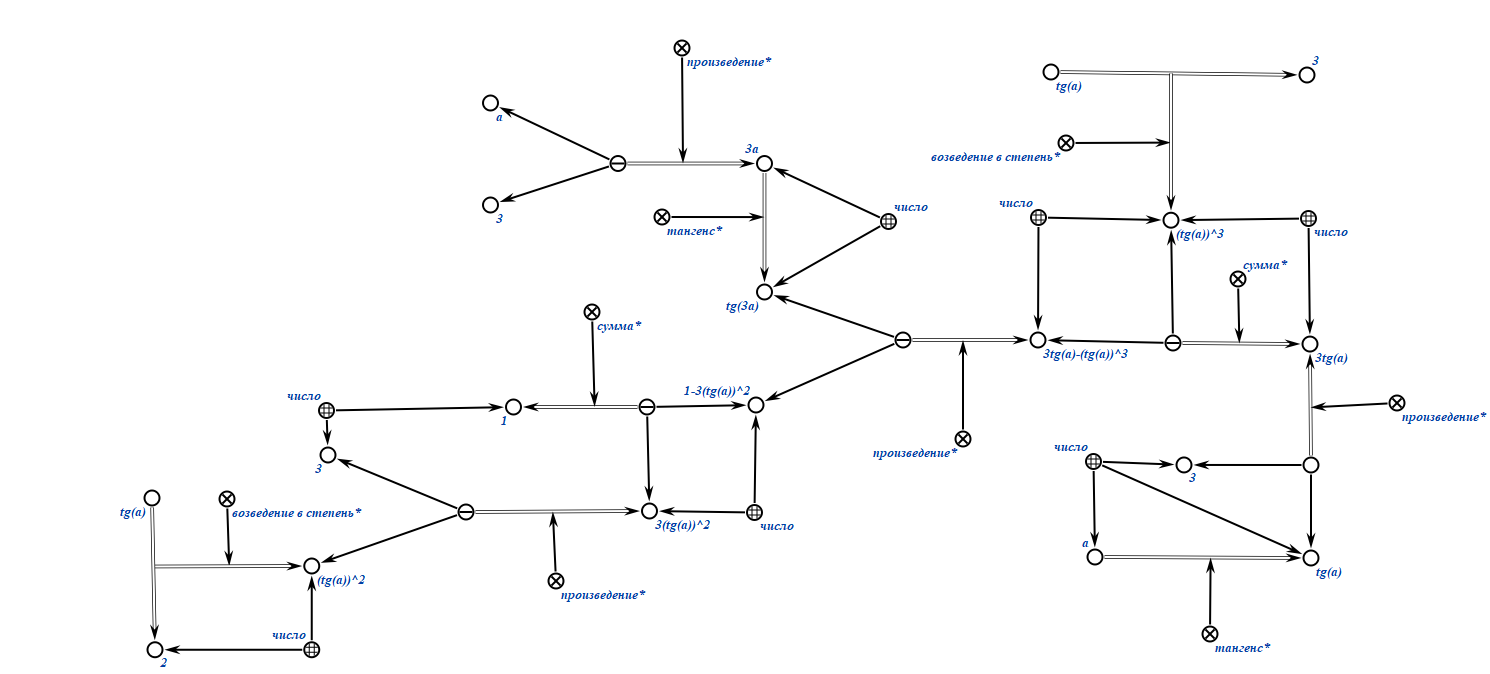 произведение*
3
tg(a)
a
3a
возведение в степень*
число
число
3
тангенс*
(tg(a))^3
число
сумма*
tg(3a)
сумма*
3tg(a)-(tg(a))^3
3tg(a)
1-3(tg(a))^2
число
1
произведение*
число
произведение*
3
3
tg(a)
возведение в степень*
3(tg(a))^2
число
a
(tg(a))^2
tg(a)
произведение*
число
тангенс*
2